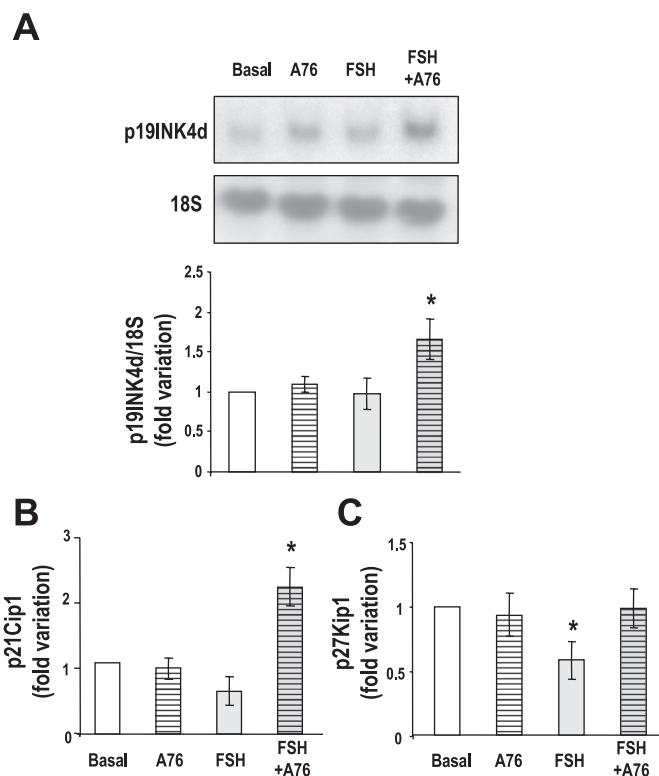 A
Basal A76 FSH FSH
+A76
p19INK4d
18S
p19INK4d/18S
(fold variation)
2.5
2
1.5
1
0.5
0
*
B
p21Cip1
(fold variation)
3
2
1
0
*
Basal A76 FSH FSH
+A76
C
p27Kip1
(fold variation)
1.5
1
0.5
0
*
Basal A76 FSH FSH
+A76